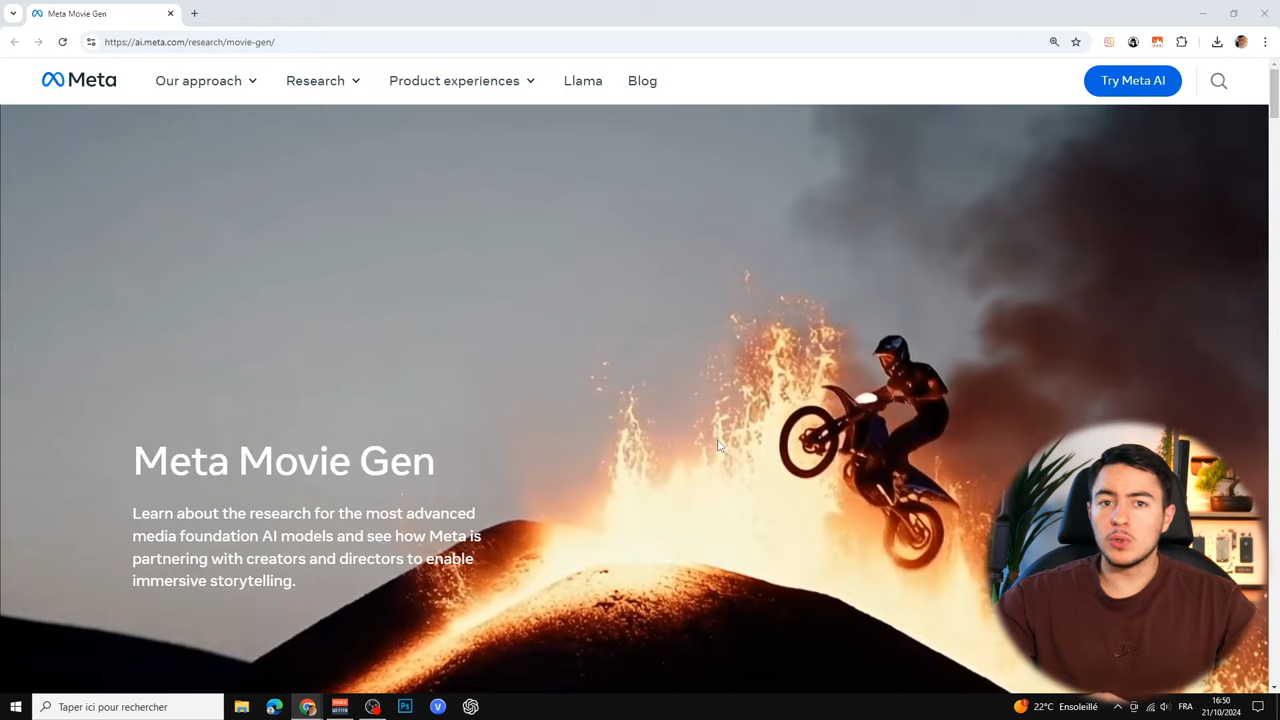 Meta Movie Gen
https://ai.meta.com/research/movie-gen/
Meta
Our approach
Research
Product experiences
Llama
Blog
Try Meta AI
Meta Movie Gen
Learn about the research for the most advanced
media foundation AI models and see how Meta is
partnering with creators and directors to enable
immersive storytelling.
Taper ici pour rechercher
Ps
V
22°C Ensoleillé
FRA
16:50
21/10/2024